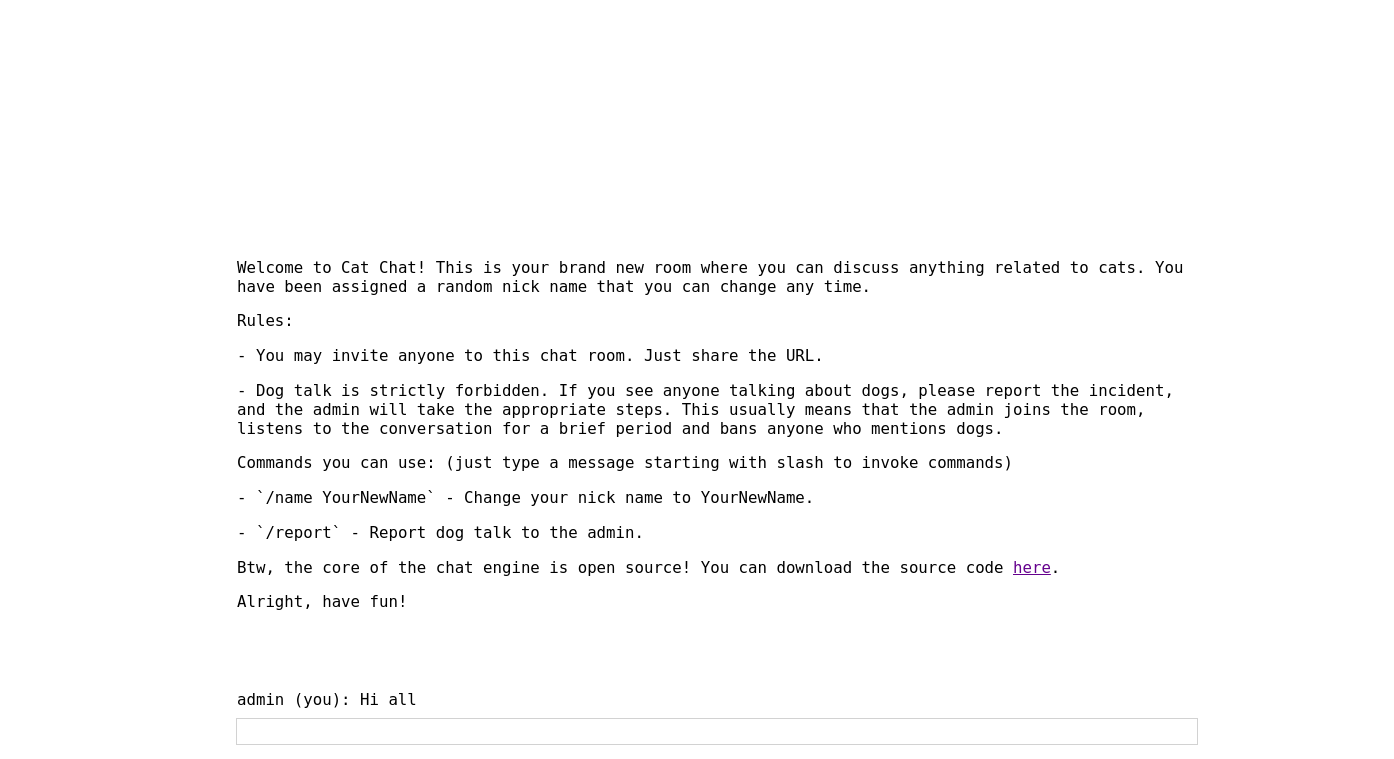 Welcome to Cat Chat! This is your brand new room where you can discuss anything related to cats. You
have been assigned a random nick name that you can change any time.
Rules:
- You may invite anyone to this chat room. Just share the URL.
- Dog talk is strictly forbidden. If you see anyone talking about dogs, please report the incident,
and the admin will take the appropriate steps. This usually means that the admin joins the room,
listens to the conversation for a brief period and bans anyone who mentions dogs.
Commands you can use: (just type a message starting with slash to invoke commands)
- `/name YourNewName` - Change your nick name to YourNewName.
- `/report` - Report dog talk to the admin.
Btw, the core of the chat engine is open source! You can download the source code here.
Alright, have fun!
admin (you): Hi all